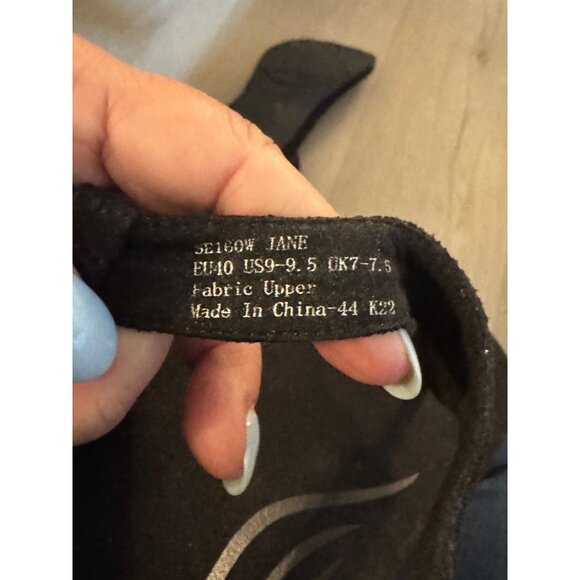 SE160W JANE
EU40 US9-9.5 UK7-7.5
Fabric Upper
Made In China-44 K22